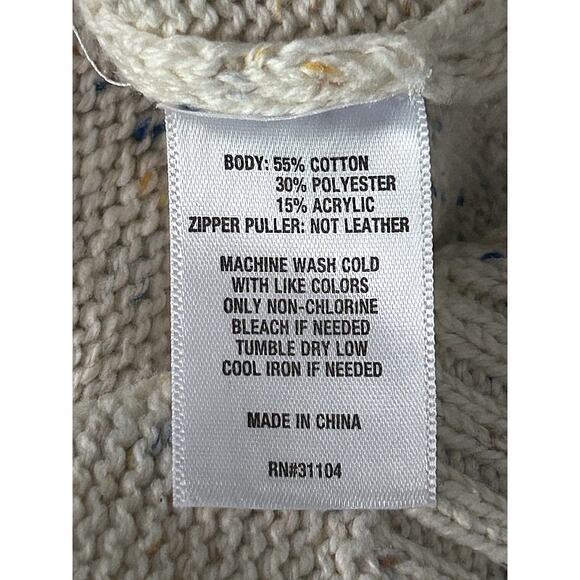 BODY: 55% COTTON
30% POLYESTER
15% ACRYLIC
ZIPPER PULLER: NOT LEATHER
MACHINE WASH COLD
WITH LIKE COLORS
ONLY NON-CHLORINE
BLEACH IF NEEDED
TUMBLE DRY LOW
COOL IRON IF NEEDED
MADE IN CHINA
RN#31104